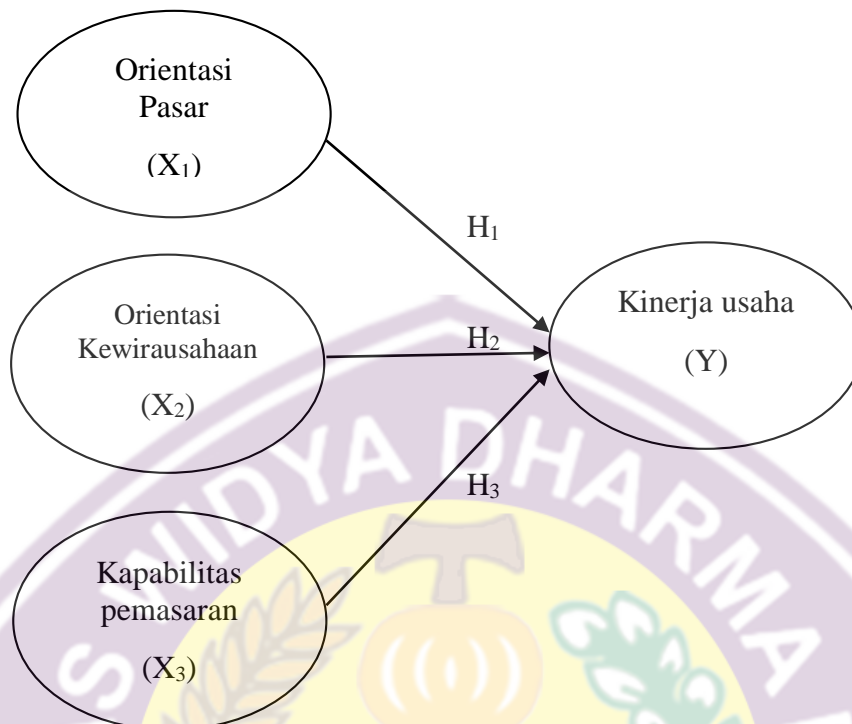 Orientasi
Pasar
(X₁)
H₁
Orientasi
Kewirausahaan
(X₂)
H₂
Kinerja usaha
(Y)
H₃
Kapabilitas
pemasaran
(X₃)
S WIDYA DHARMA